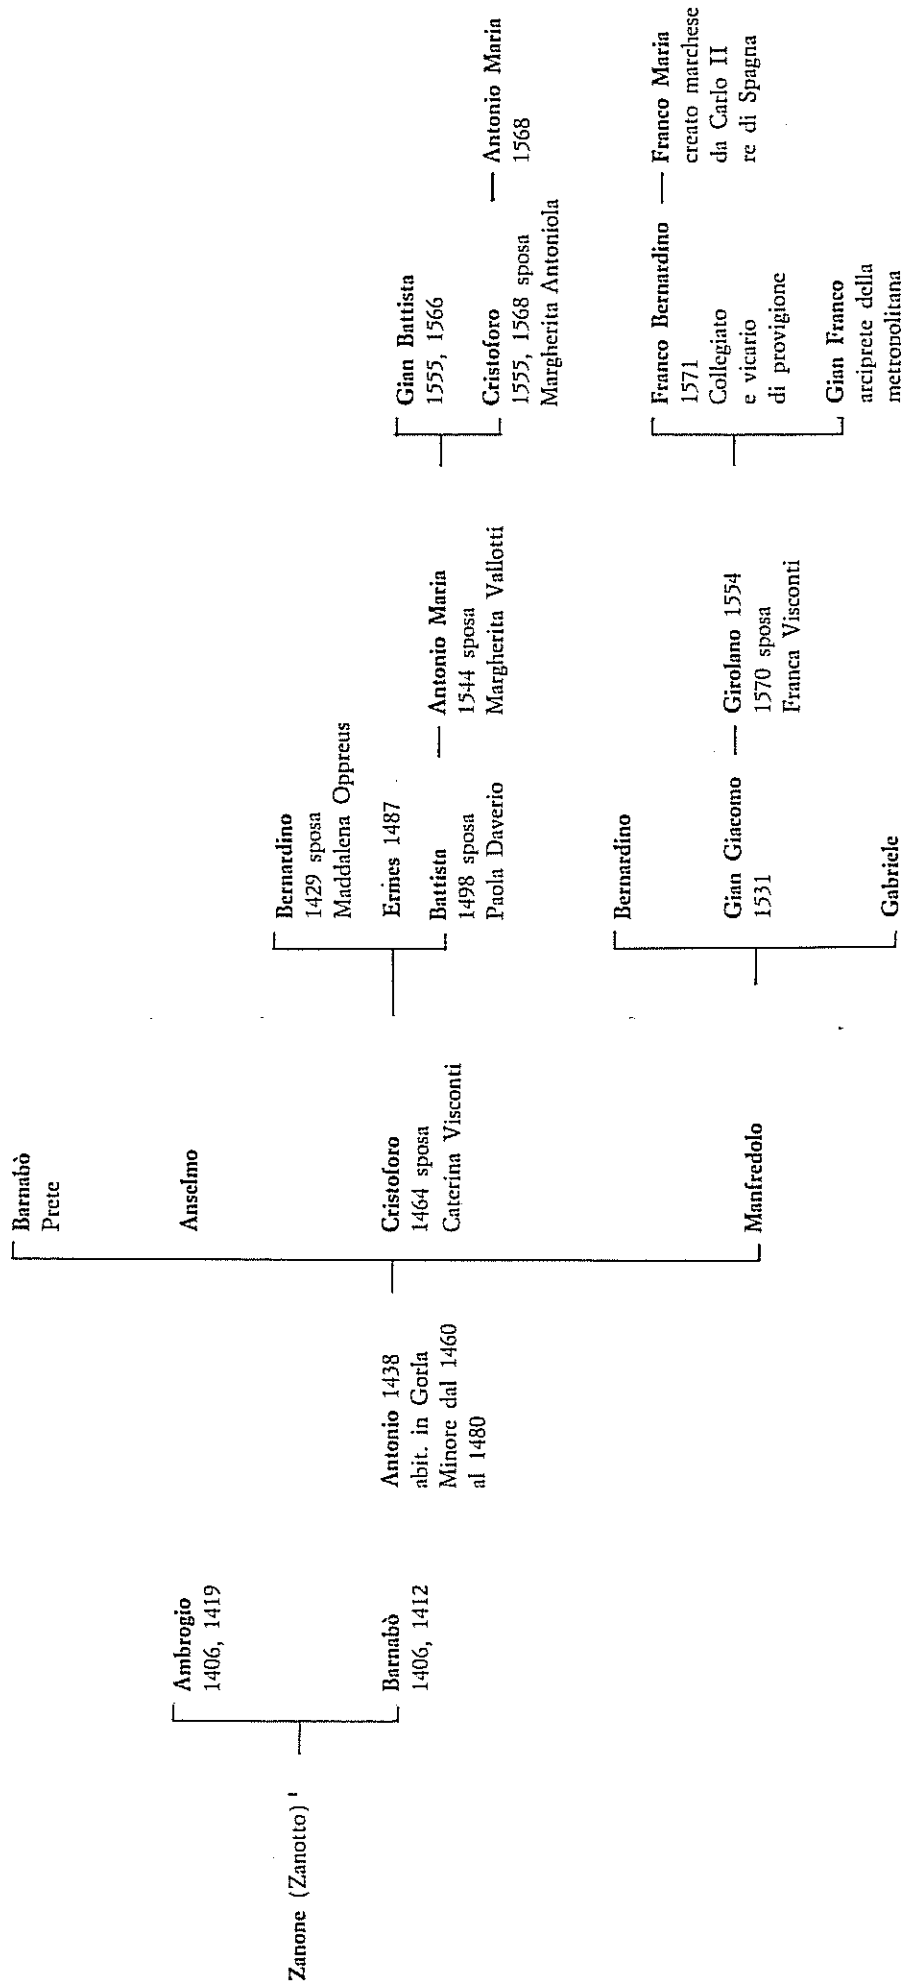 Zanone (Zanotto) ¹
Ambrogio
1406, 1419
Barnabò
1406, 1412
Antonio 1438
abit. in Gorla
Minore dal 1460
al 1480
Barnabò
Prete
Anselmo
Cristoforo
1464 sposa
Caterina Visconti
Manfredolo
Bernardino
1429 sposa
Maddalena Oppreus
Ermes 1487
Battista
1498 sposa
Paola Daverio
— Antonio Maria
1544 sposa
Margherita Vallotti
Bernardino
Gian Giacomo
1531
— Girolano 1554
1570 sposa
Franca Visconti
Gabriele
Gian Battista
1555, 1566
Cristoforo
1555, 1568 sposa
Margherita Antoniola
— Antonio Maria
1568
Franco Bernardino
1571
Collegiato
e vicario
di provigione
— Franco Maria
creato marchese
da Carlo II
re di Spagna
Gian Franco
arciprete della
metropolitana